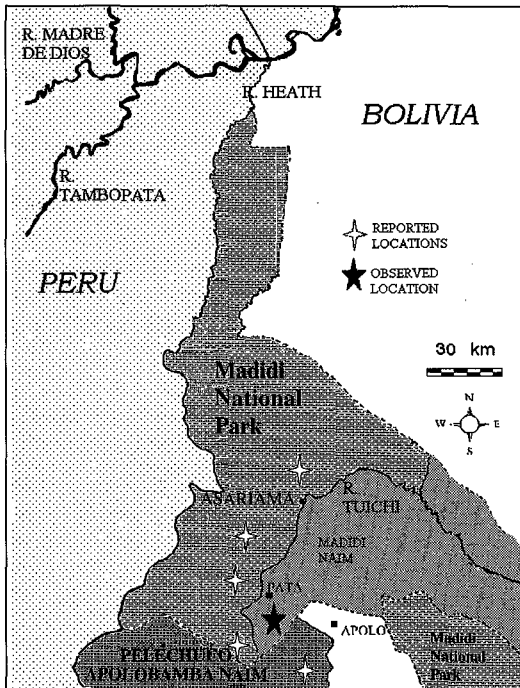 R. MADRE
DE DIOS
R. HEATH
BOLIVIA
R.
TAMBOPATA
REPORTED
LOCATIONS
OBSERVED
LOCATION
PERU
30 km
N
W
E
S
Madidi
National
Park
ASARIAMA
R.
TUICHI
MADIDI
NAIM
PATA
APOLO
PELECHUFO
APOLOBAMBA NAIM
Madidi
National
Park